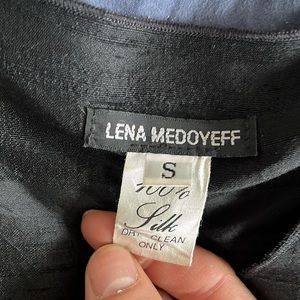 LENA MEDOYEFF
S
100%
Silk
DRY CLEAN
ONLY